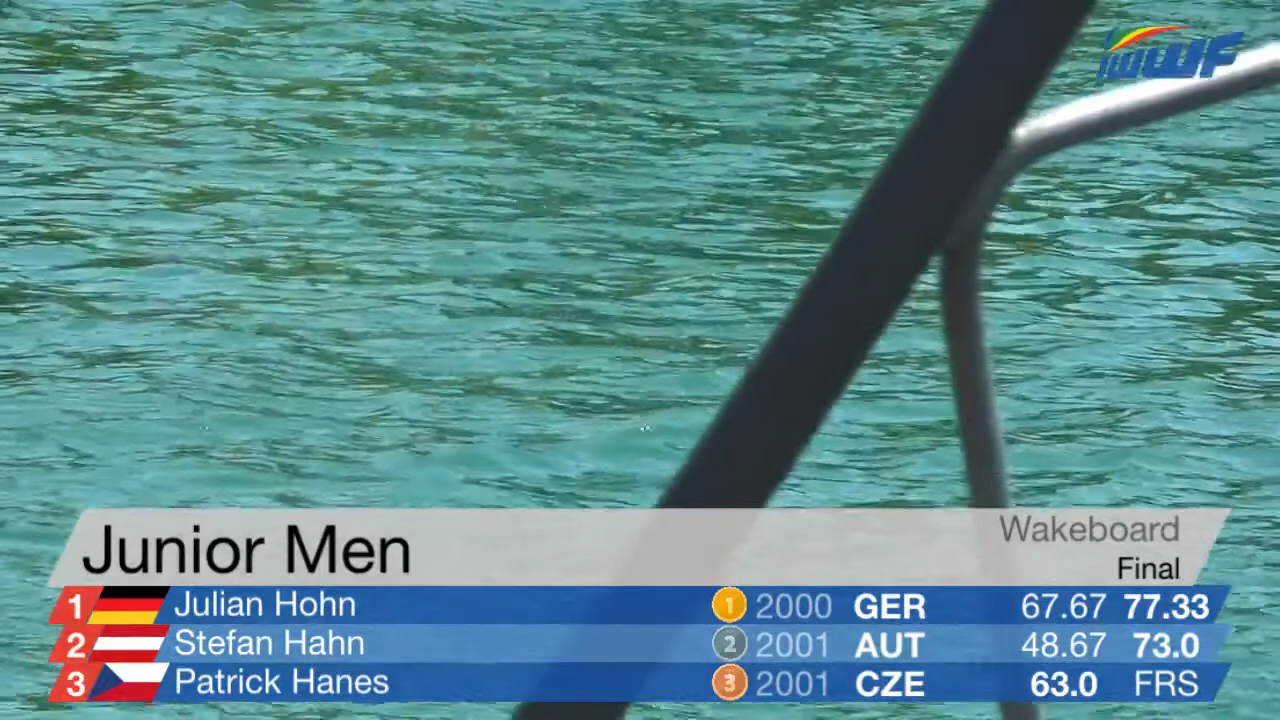 IWWF
Junior Men
Wakeboard
Final
1 Julian Hohn 1 2000 GER 67.67 77.33
2 Stefan Hahn 2 2001 AUT 48.67 73.0
3 Patrick Hanes 3 2001 CZE 63.0 FRS